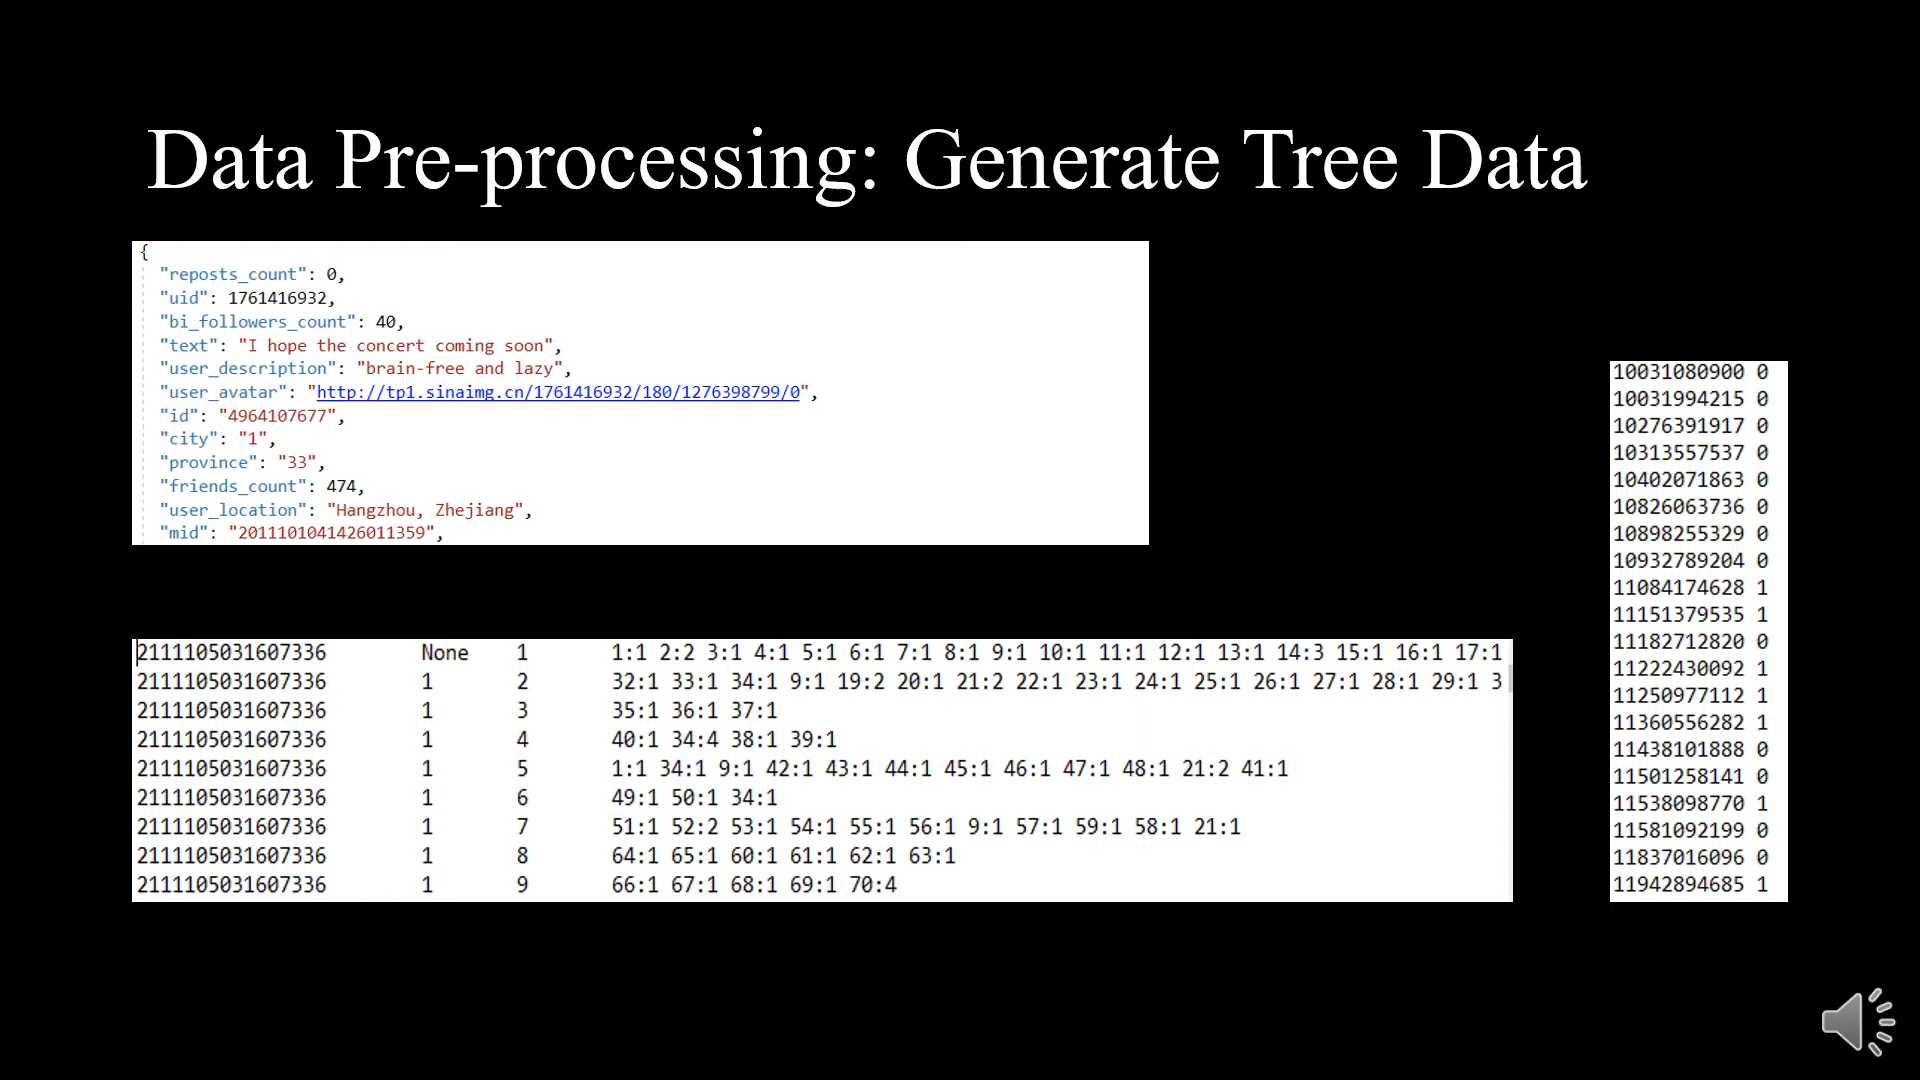 Data Pre-processing: Generate Tree Data
{
"reposts_count": 0,
"uid": 1761416932,
"bi_followers_count": 40,
"text": "I hope the concert coming soon",
"user_description": "brain-free and lazy",
"user_avatar": "http://tp1.sinaimg.cn/1761416932/180/1276398799/0",
"id": "4964107677",
"city": "1",
"province": "33",
"friends_count": 474,
"user_location": "Hangzhou, Zhejiang",
"mid": "2011101041426011359",
2111105031607336 None 1 1:1 2:2 3:1 4:1 5:1 6:1 7:1 8:1 9:1 10:1 11:1 12:1 13:1 14:3 15:1 16:1 17:1
2111105031607336 1 2 32:1 33:1 34:1 9:1 19:2 20:1 21:2 22:1 23:1 24:1 25:1 26:1 27:1 28:1 29:1 3
2111105031607336 1 3 35:1 36:1 37:1
2111105031607336 1 4 40:1 34:4 38:1 39:1
2111105031607336 1 5 1:1 34:1 9:1 42:1 43:1 44:1 45:1 46:1 47:1 48:1 21:2 41:1
2111105031607336 1 6 49:1 50:1 34:1
2111105031607336 1 7 51:1 52:2 53:1 54:1 55:1 56:1 9:1 57:1 59:1 58:1 21:1
2111105031607336 1 8 64:1 65:1 60:1 61:1 62:1 63:1
2111105031607336 1 9 66:1 67:1 68:1 69:1 70:4
10031080900 0
10031994215 0
10276391917 0
10313557537 0
10402071863 0
10826063736 0
10898255329 0
10932789204 0
11084174628 1
11151379535 1
11182712820 0
11222430092 1
11250977112 1
11360556282 1
11438101888 0
11501258141 0
11538098770 1
11581092199 0
11837016096 0
11942894685 1